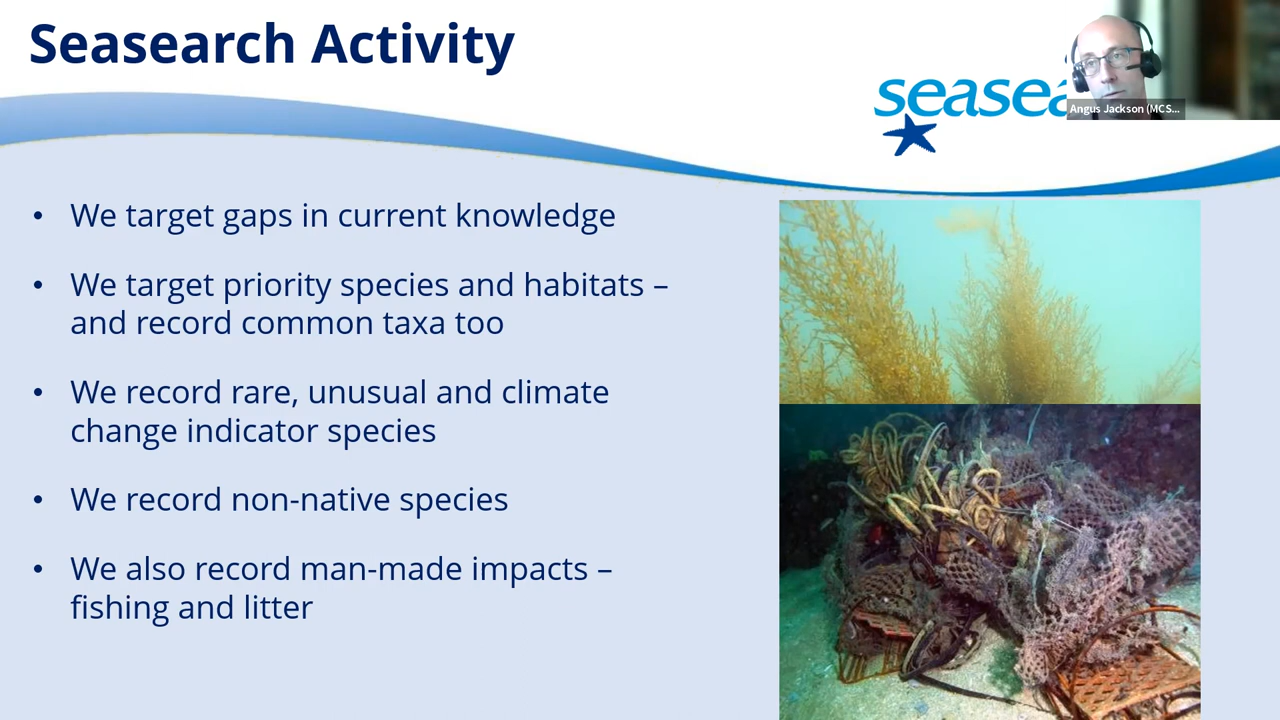 Seasearch Activity
seasea
Angus Jackson (MCS...
• We target gaps in current knowledge
• We target priority species and habitats –
and record common taxa too
• We record rare, unusual and climate
change indicator species
• We record non-native species
• We also record man-made impacts –
fishing and litter